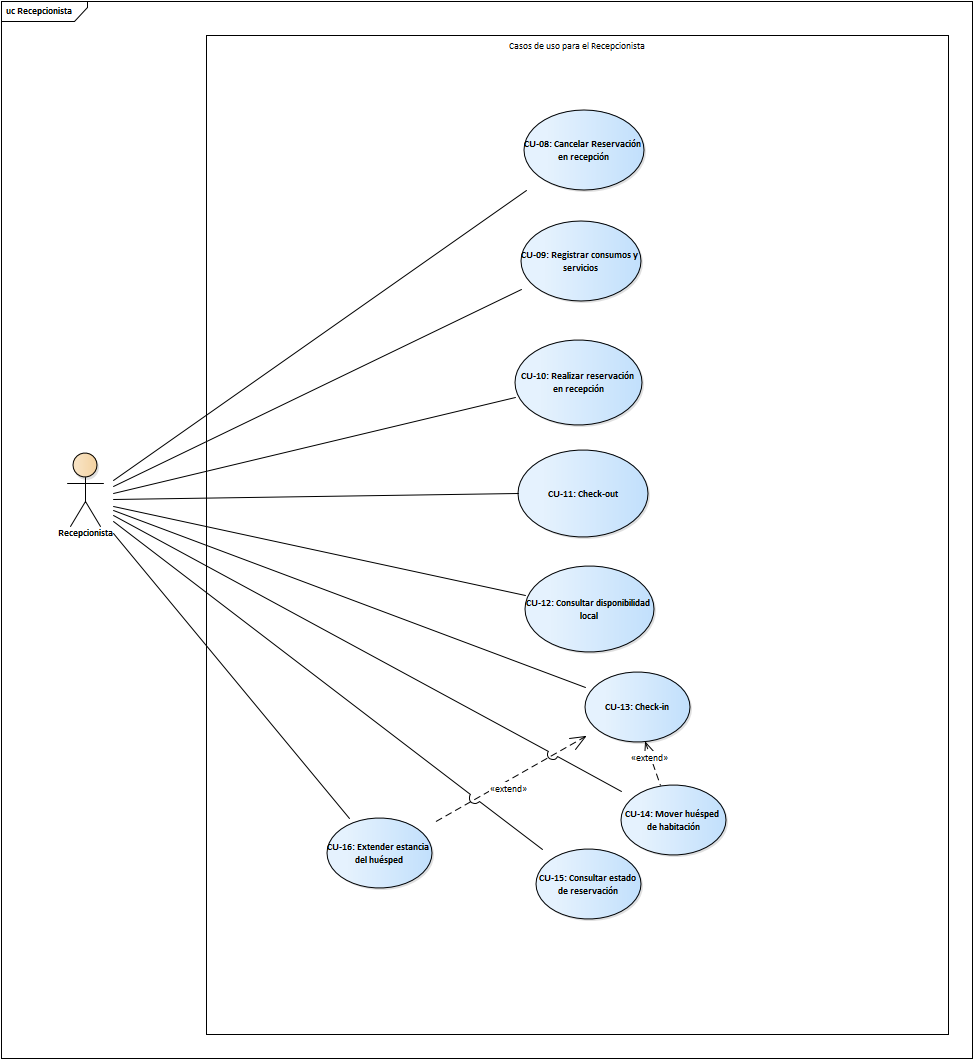 uc Recepcionista
Casos de uso para el Recepcionista
CU-08: Cancelar Reservación
en recepción
CU-09: Registrar consumos y
servicios
CU-10: Realizar reservación
en recepción
CU-11: Check-out
Recepcionista
CU-12: Consultar disponibilidad
local
CU-13: Check-in
«extend»
«extend»
CU-14: Mover huésped
de habitación
CU-16: Extender estancia
del huésped
CU-15: Consultar estado
de reservación